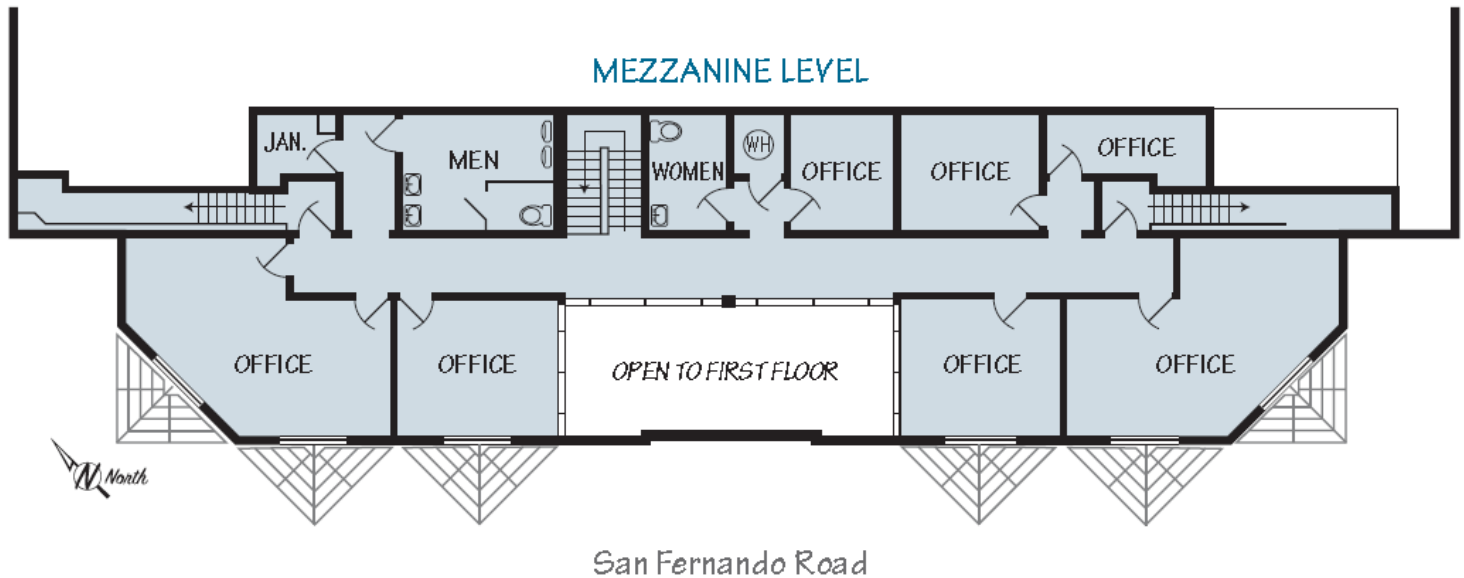 MEZZANINE LEVEL
JAN.
MEN
WOMEN
WH
OFFICE
OFFICE
OFFICE
OFFICE
OFFICE
OPEN TO FIRST FLOOR
OFFICE
OFFICE
N North
San Fernando Road